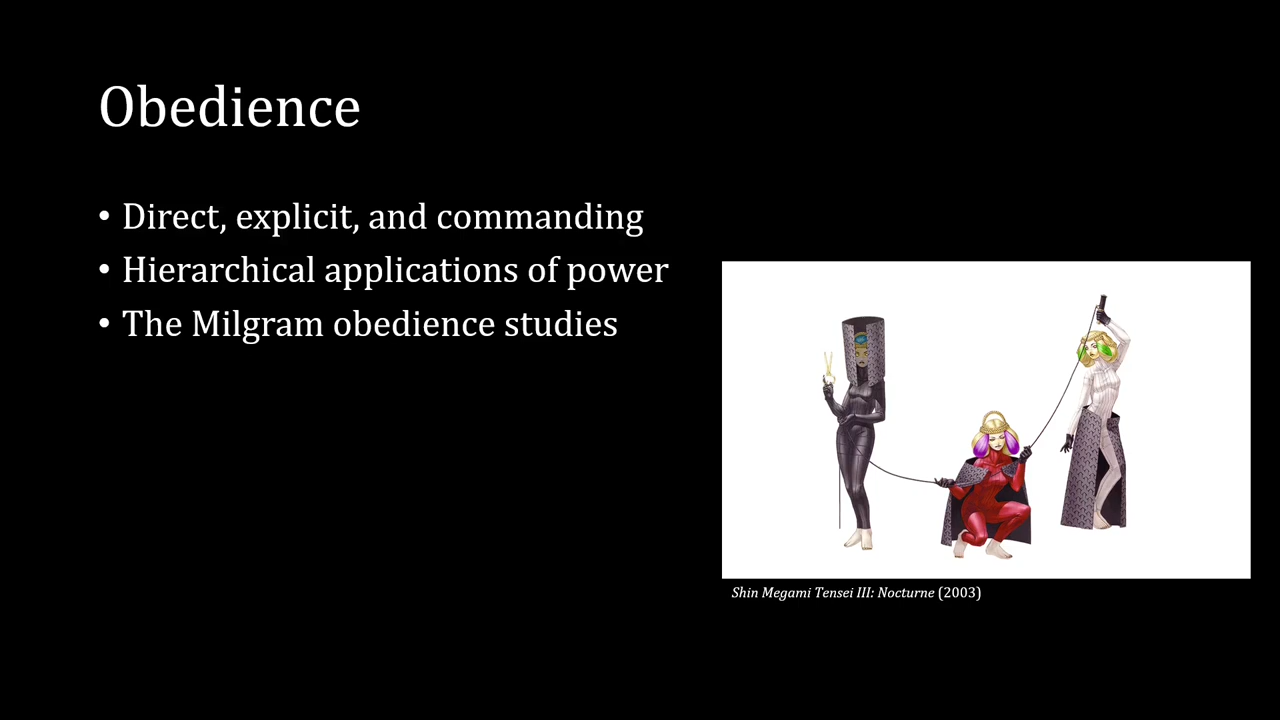 Obedience
• Direct, explicit, and commanding
• Hierarchical applications of power
• The Milgram obedience studies
Shin Megami Tensei III: Nocturne (2003)